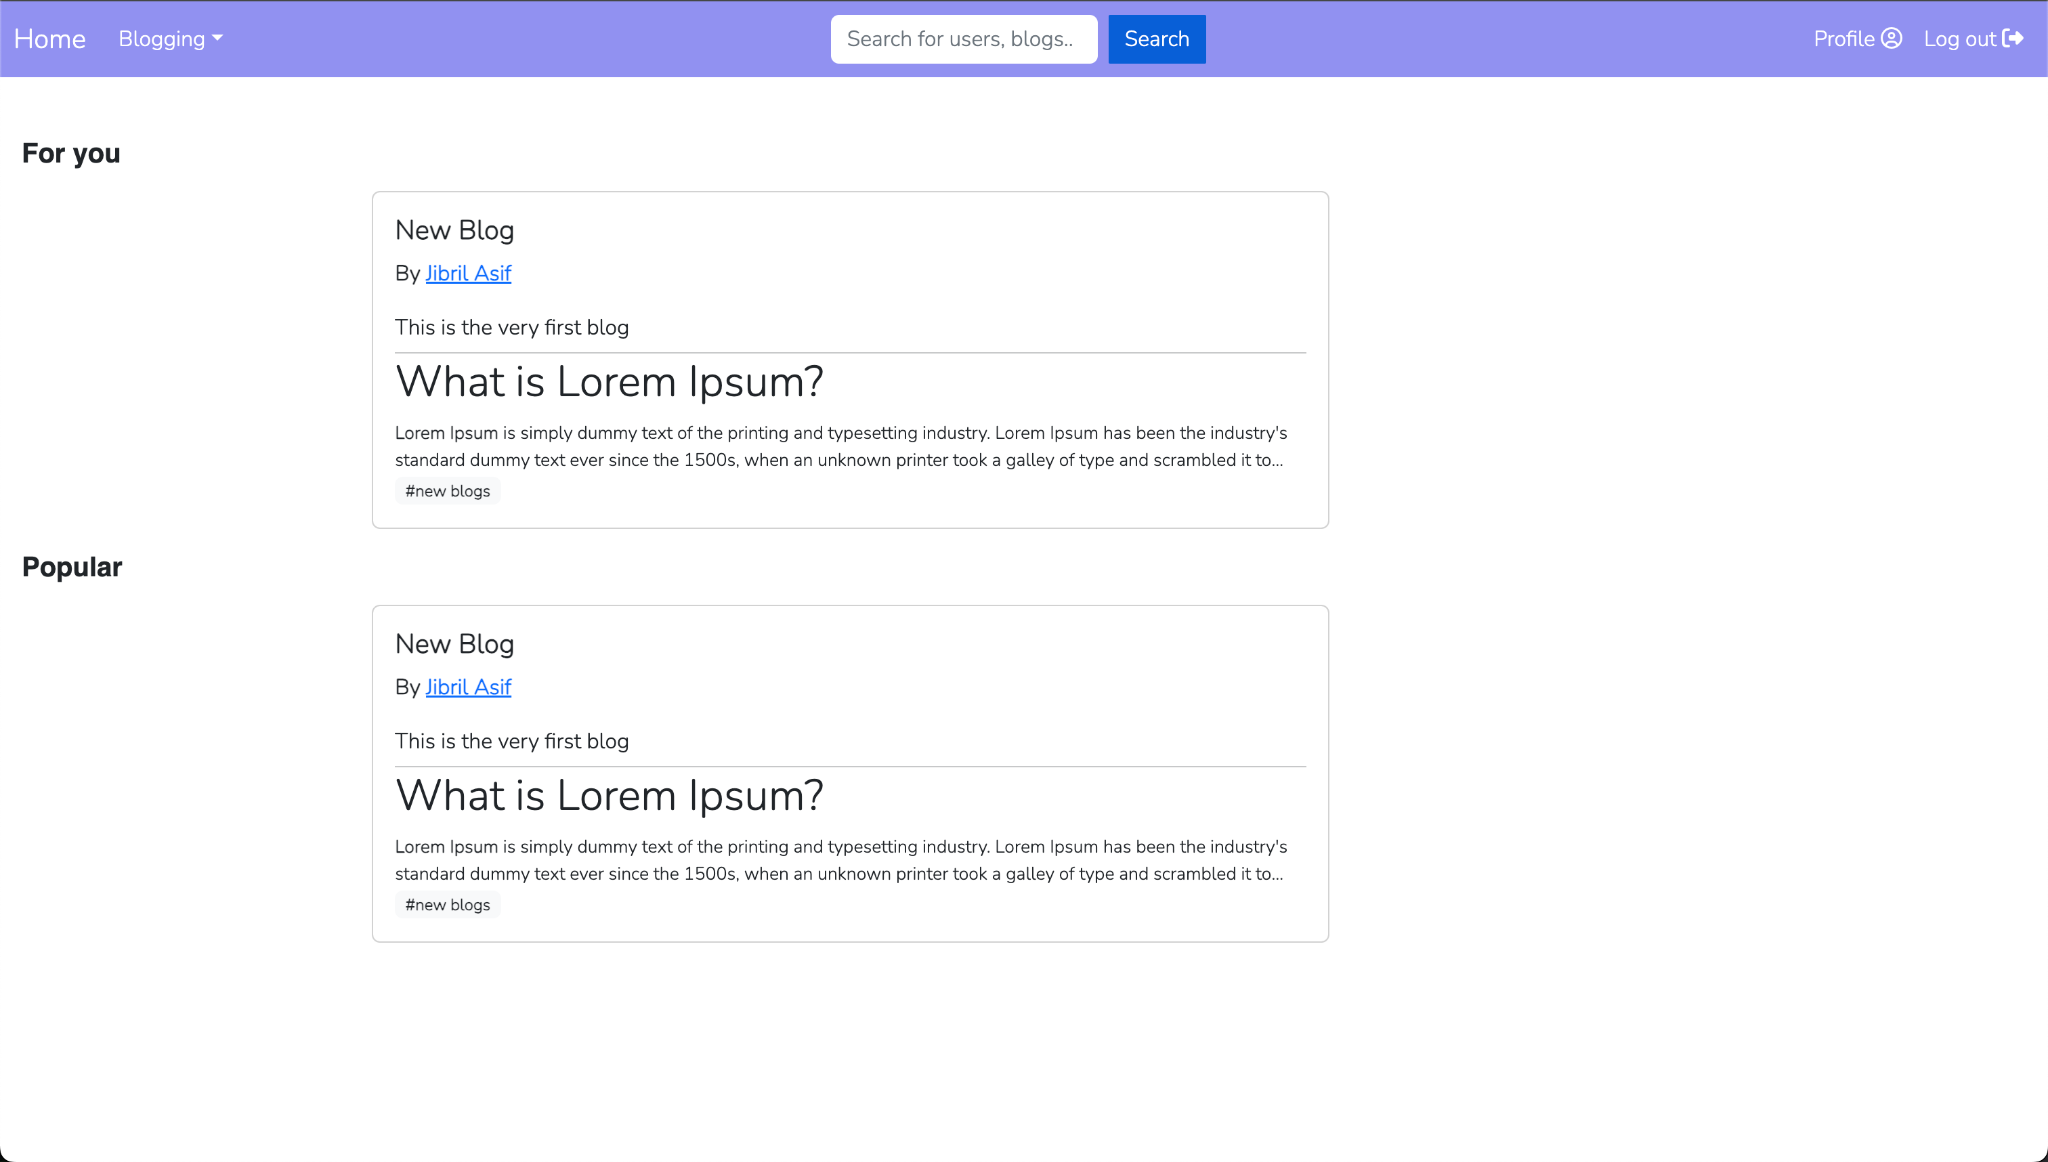 Home Blogging Search for users, blogs.. Search Profile Log out
For you
New Blog
By Jibril Asif
This is the very first blog
What is Lorem Ipsum?
Lorem Ipsum is simply dummy text of the printing and typesetting industry. Lorem Ipsum has been the industry's
standard dummy text ever since the 1500s, when an unknown printer took a galley of type and scrambled it to...
#new blogs
Popular
New Blog
By Jibril Asif
This is the very first blog
What is Lorem Ipsum?
Lorem Ipsum is simply dummy text of the printing and typesetting industry. Lorem Ipsum has been the industry's
standard dummy text ever since the 1500s, when an unknown printer took a galley of type and scrambled it to...
#new blogs